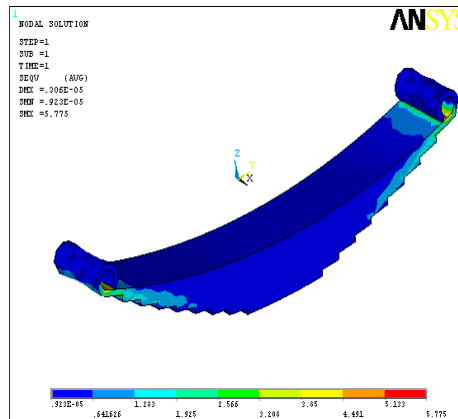 1
NODAL SOLUTION
ANSYS
STEP=1
SUB =1
TIME=1
SEQV (AVG)
DMX =.306E-05
SMN =.923E-05
SMX =5.775
Z
Y
X
.923E-05 1.283 2.566 3.85 5.133
.641626 1.925 3.208 4.491 5.775